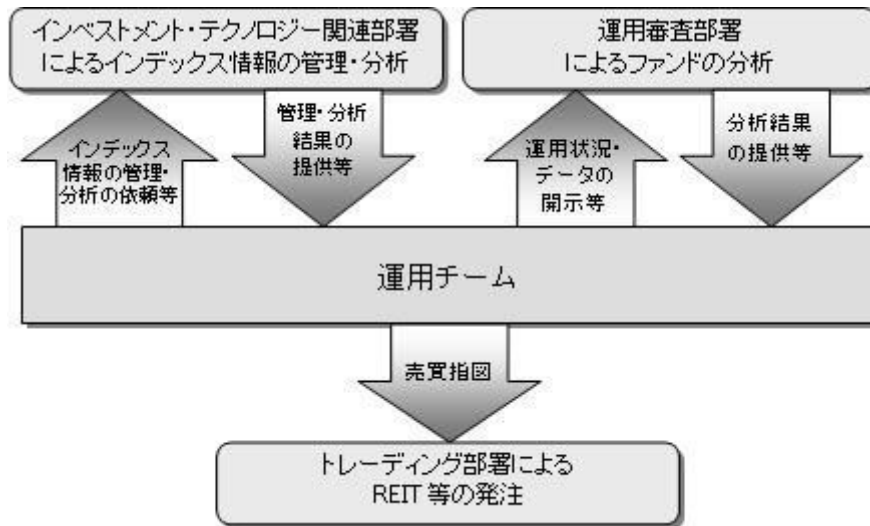 インベストメント・テクノロジー関連部署
によるインデックス情報の管理・分析
運用審査部署
によるファンドの分析
インデックス
情報の管理・
分析の依頼等
管理・分析
結果の
提供等
運用状況・
データの
開示等
分析結果
の提供等
運用チーム
売買指図
トレーディング部署による
REIT 等の発注